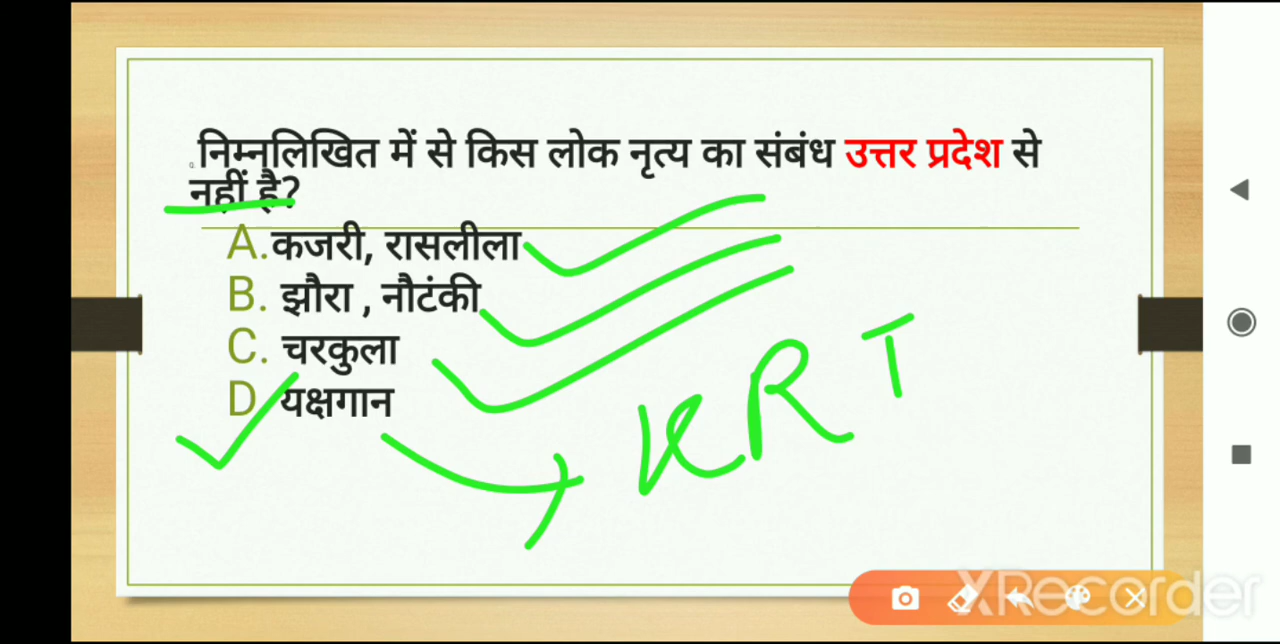 निम्नलिखित में से किस लोक नृत्य का संबंध उत्तर प्रदेश से
नहीं है?
A. कजरी, रासलीला
B. झौरा , नौटंकी
C. चरकुला
D यक्षगान
KRT
XRecorder